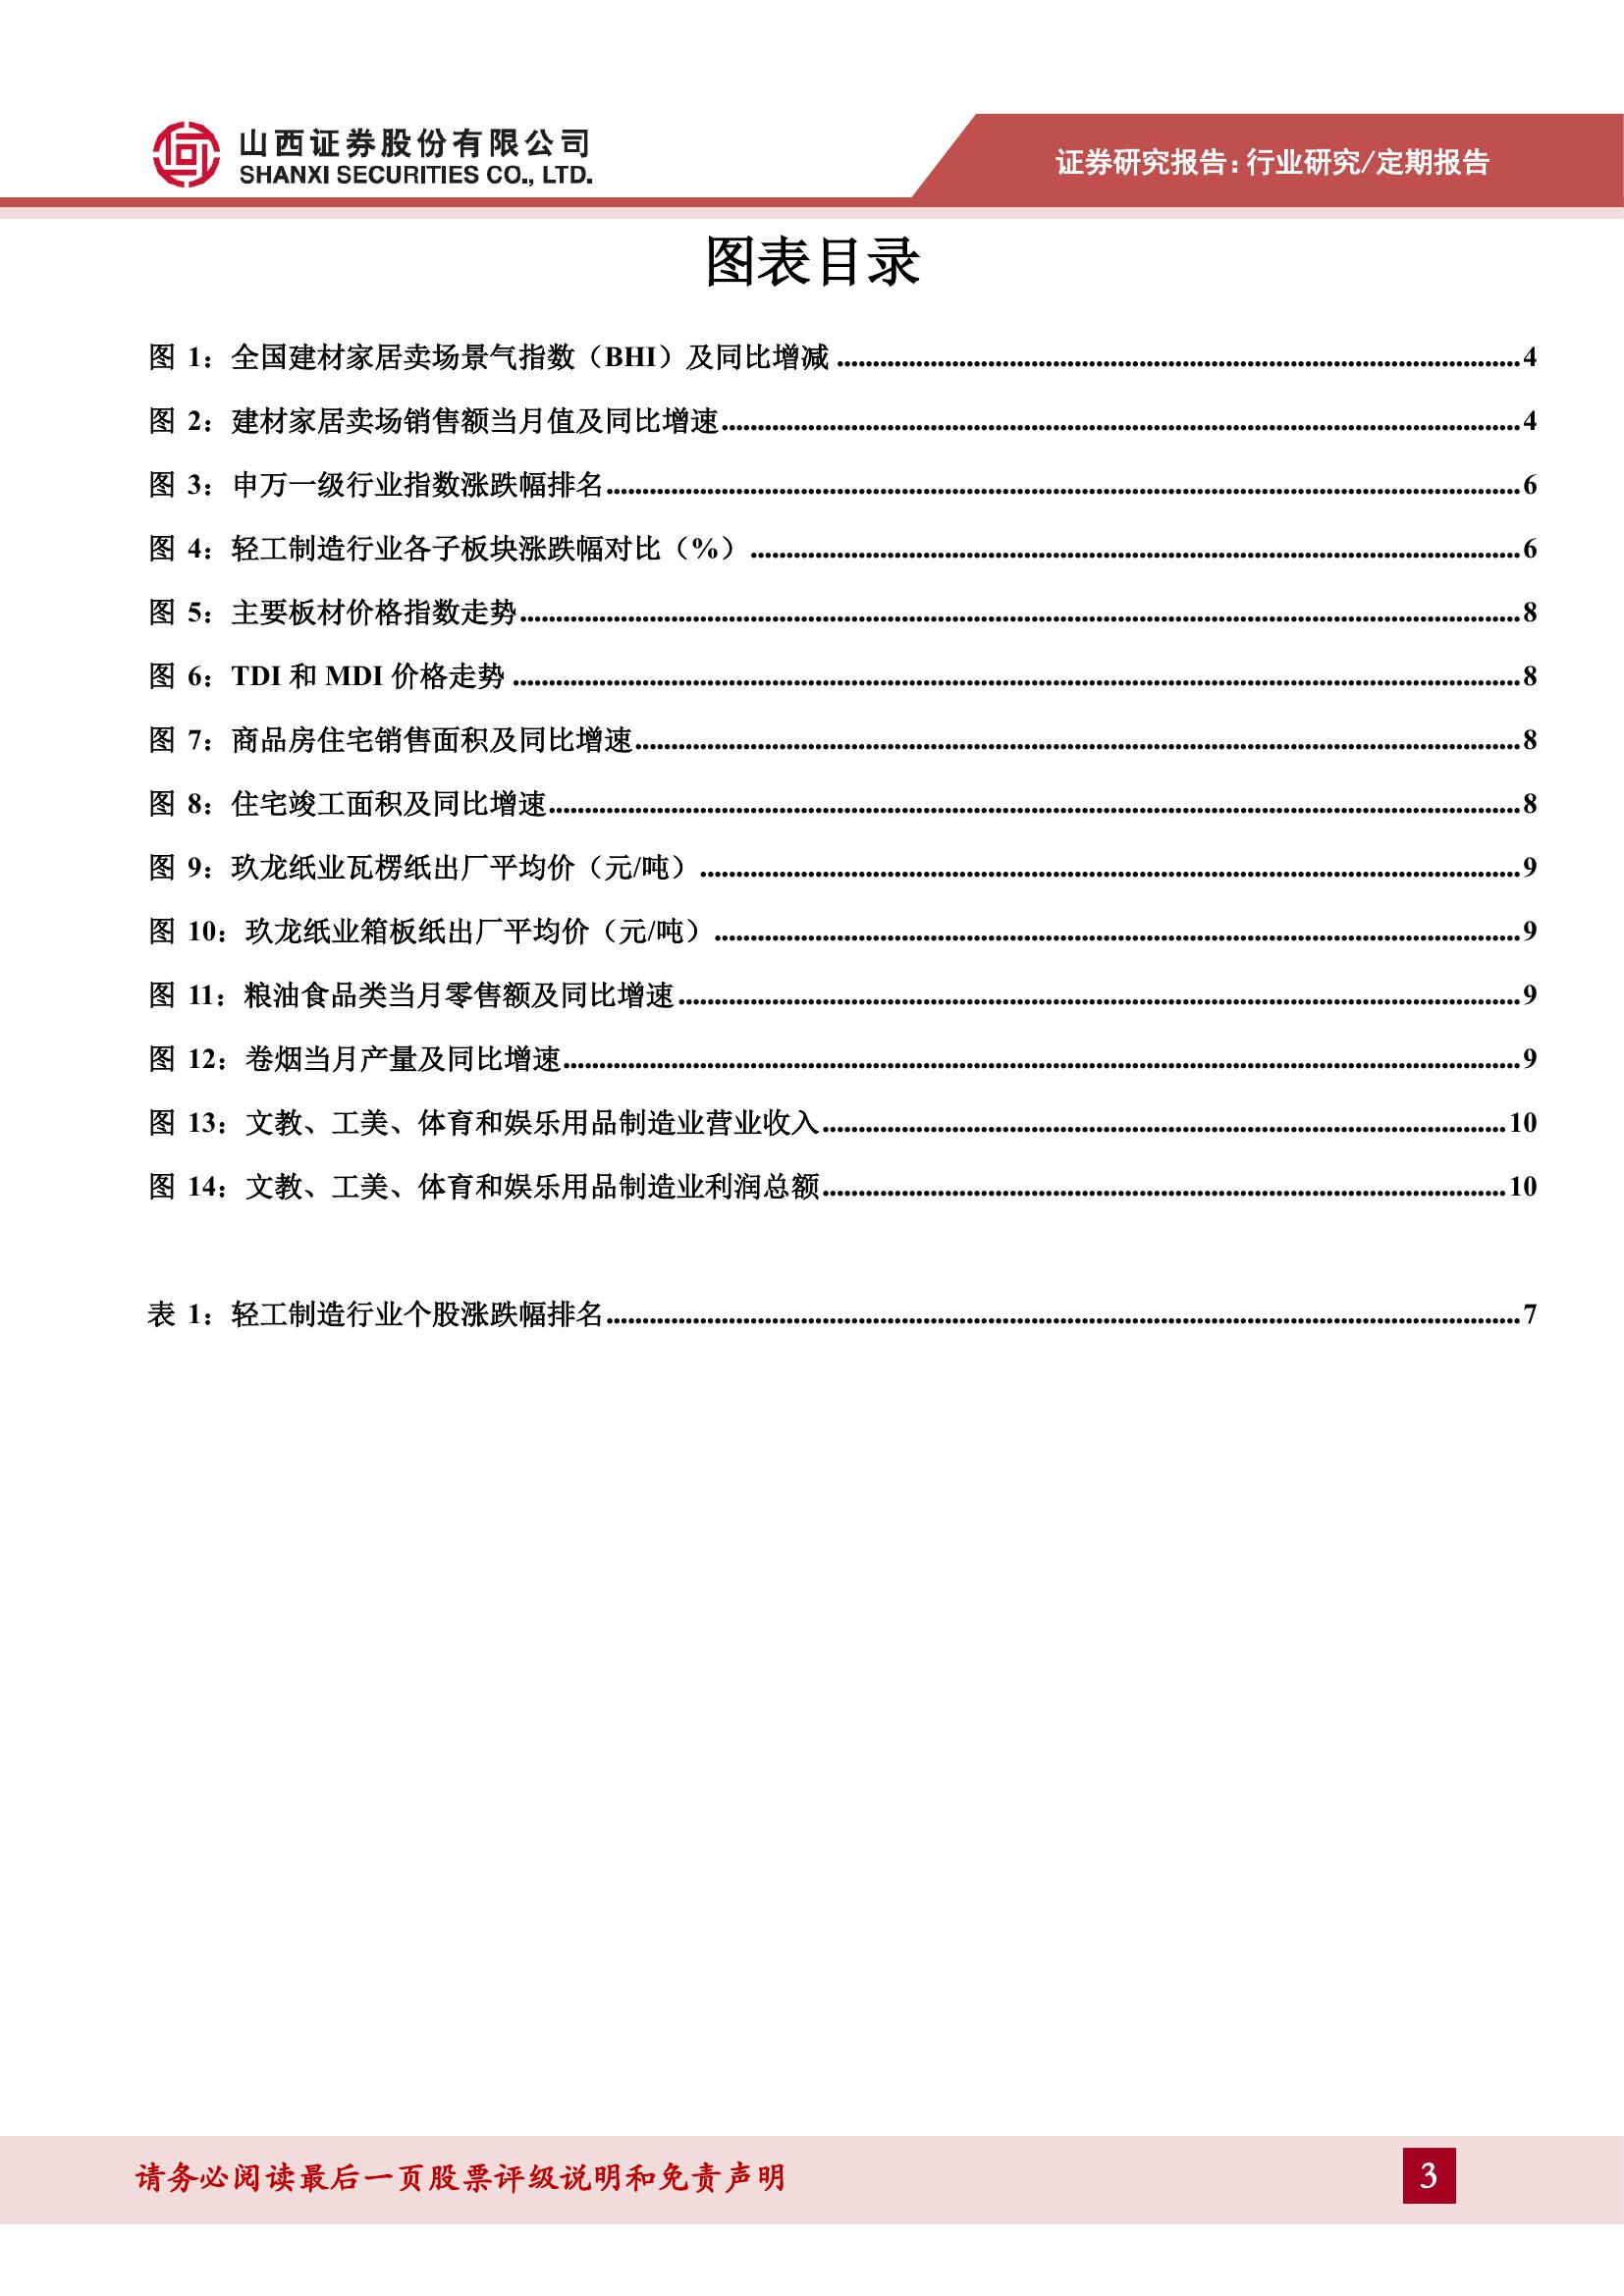 山西证券股份有限公司
SHANXI SECURITIES CO., LTD.
证券研究报告：行业研究/定期报告
图表目录
图 1：全国建材家居卖场景气指数（BHI）及同比增减 ........ 4
图 2：建材家居卖场销售额当月值及同比增速 ........ 4
图 3：申万一级行业指数涨跌幅排名 ........ 6
图 4：轻工制造行业各子板块涨跌幅对比（%） ........ 6
图 5：主要板材价格指数走势 ........ 8
图 6：TDI 和 MDI 价格走势 ........ 8
图 7：商品房住宅销售面积及同比增速 ........ 8
图 8：住宅竣工面积及同比增速 ........ 8
图 9：玖龙纸业瓦楞纸出厂平均价（元/吨） ........ 9
图 10：玖龙纸业箱板纸出厂平均价（元/吨） ........ 9
图 11：粮油食品类当月零售额及同比增速 ........ 9
图 12：卷烟当月产量及同比增速 ........ 9
图 13：文教、工美、体育和娱乐用品制造业营业收入 ........ 10
图 14：文教、工美、体育和娱乐用品制造业利润总额 ........ 10
表 1：轻工制造行业个股涨跌幅排名 ........ 7
请务必阅读最后一页股票评级说明和免责声明
3